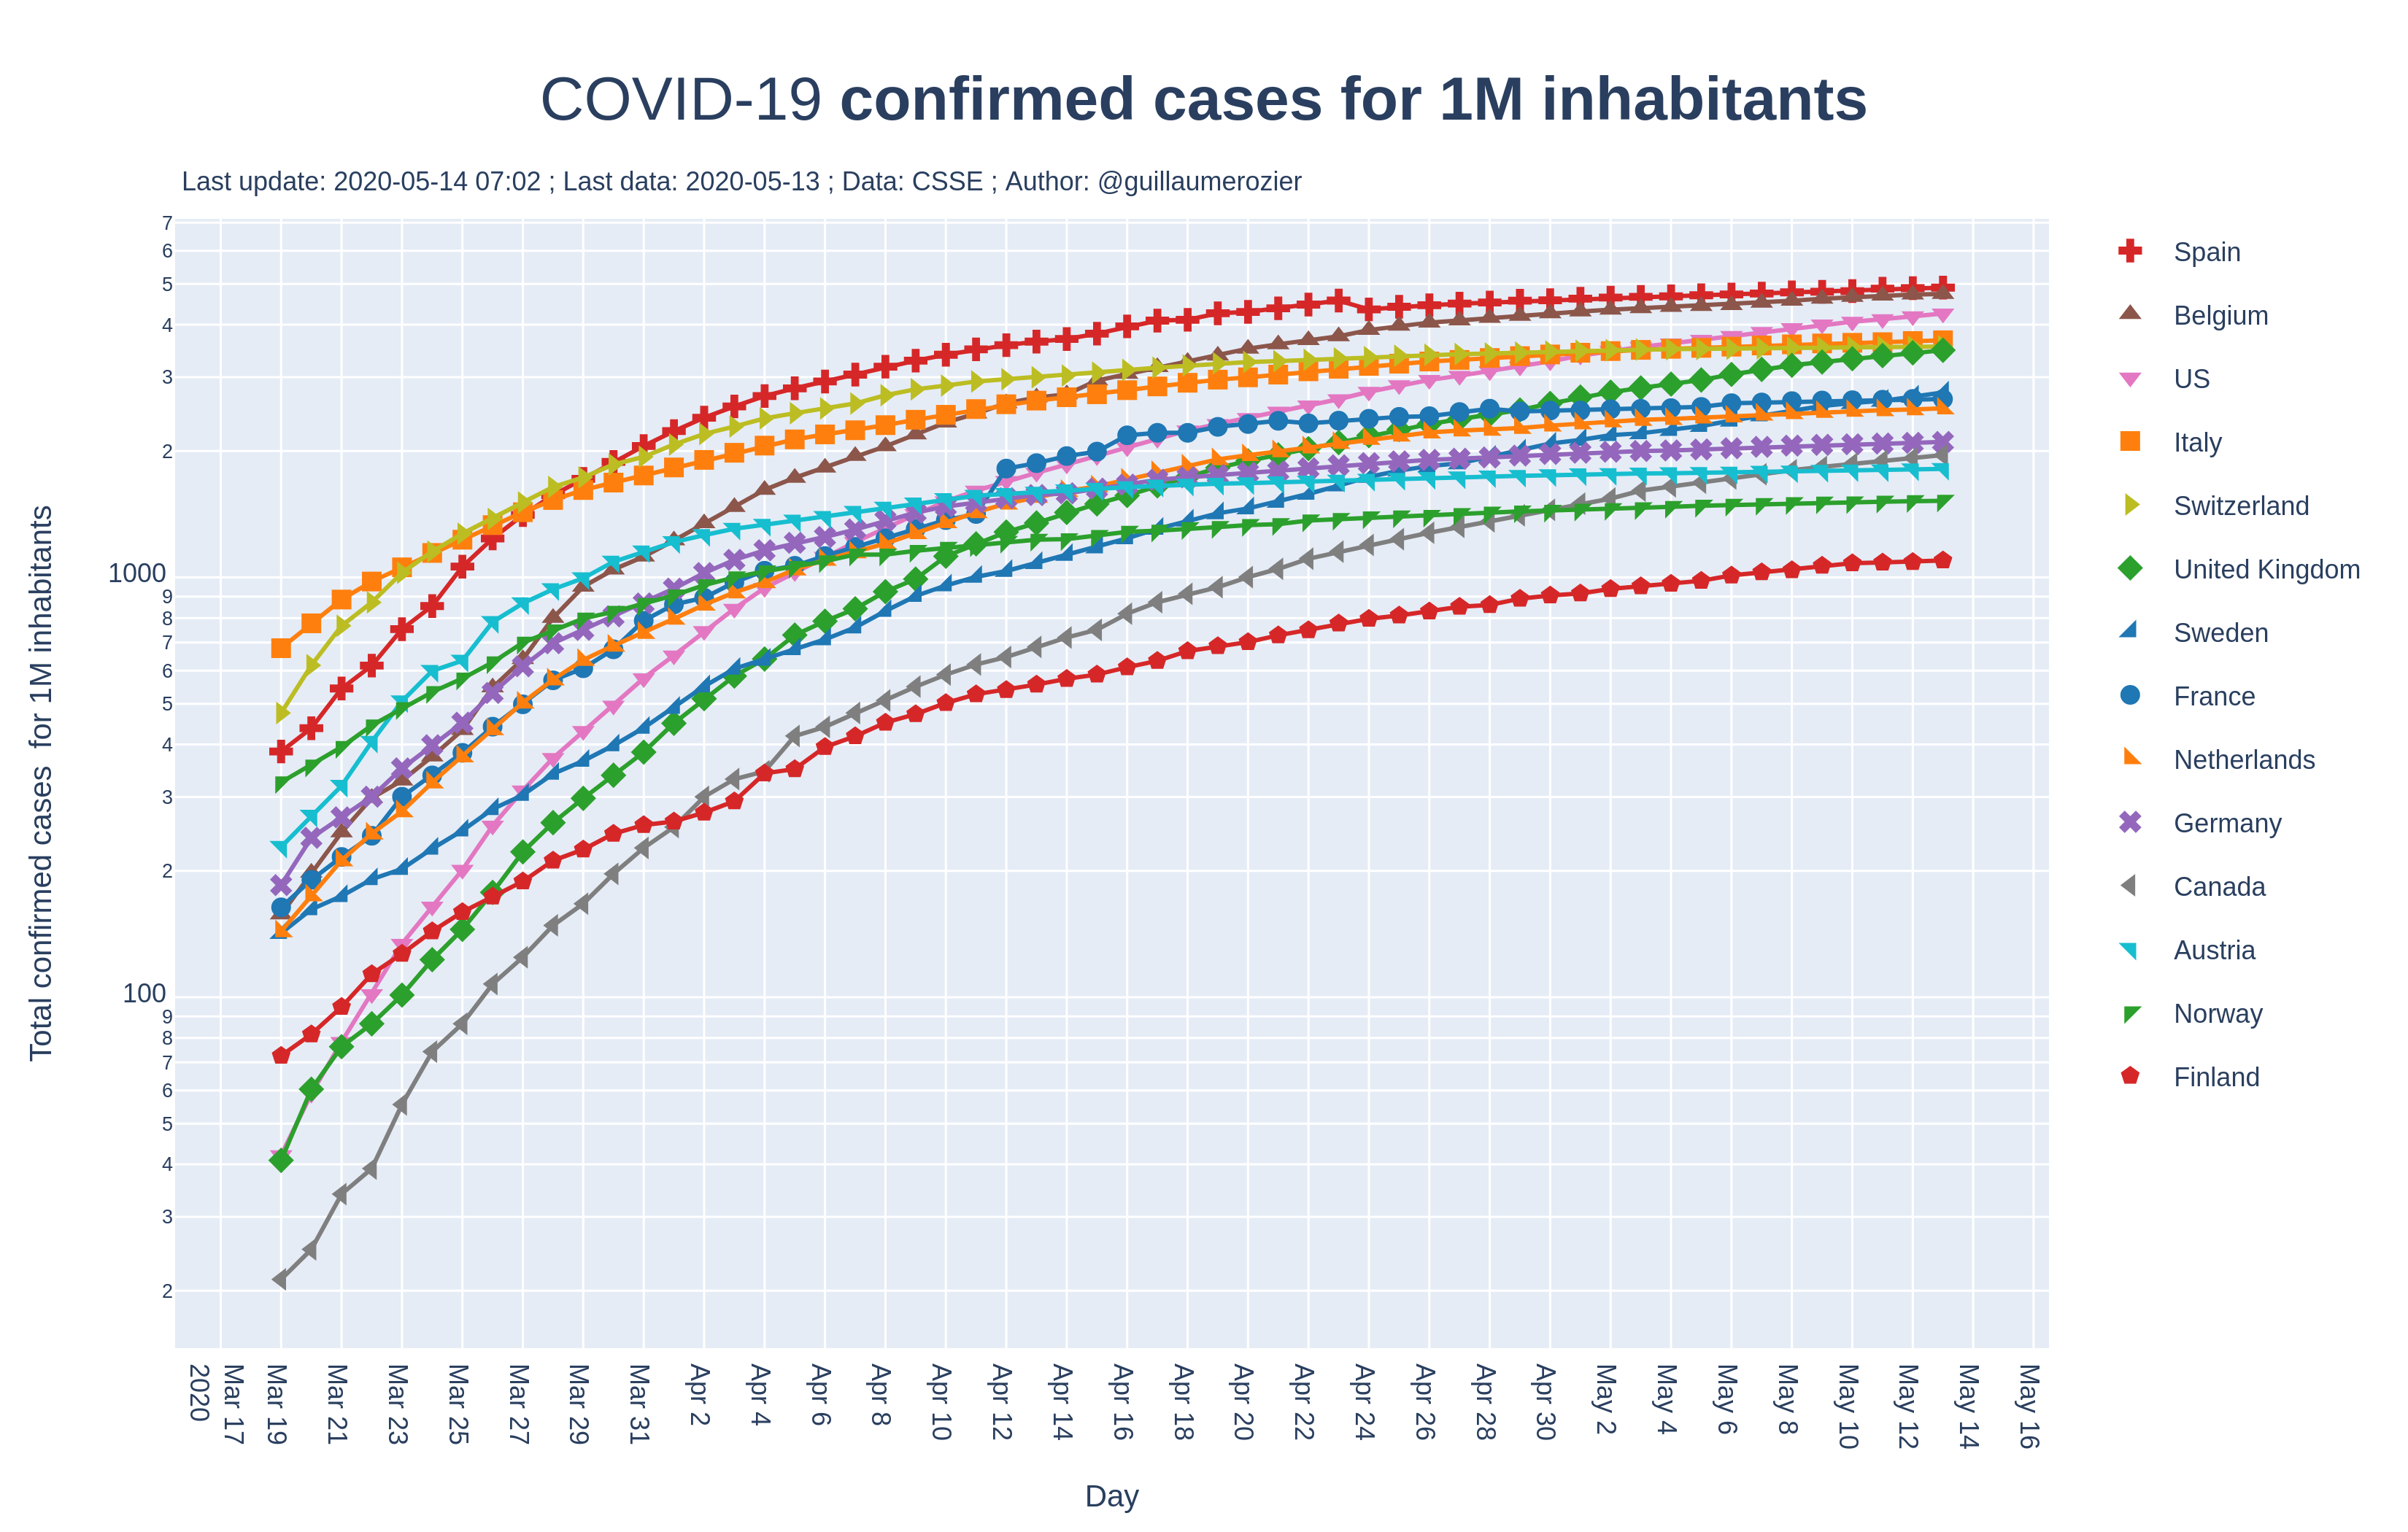 COVID-19 confirmed cases for 1M inhabitants
Last update: 2020-05-14 07:02 ; Last data: 2020-05-13 ; Data: CSSE ; Author: @guillaumerozier
Total confirmed cases for 1M inhabitants
7
6
5
4
3
2
1000
9
8
7
6
5
4
3
2
100
9
8
7
6
5
4
3
2
Mar 17
2020
Mar 19
Mar 21
Mar 23
Mar 25
Mar 27
Mar 29
Mar 31
Apr 2
Apr 4
Apr 6
Apr 8
Apr 10
Apr 12
Apr 14
Apr 16
Apr 18
Apr 20
Apr 22
Apr 24
Apr 26
Apr 28
Apr 30
May 2
May 4
May 6
May 8
May 10
May 12
May 14
May 16
Day
Spain
Belgium
US
Italy
Switzerland
United Kingdom
Sweden
France
Netherlands
Germany
Canada
Austria
Norway
Finland